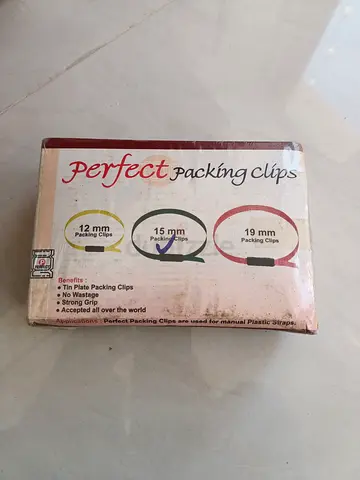 Perfect Packing Clips
12 mm
Packing Clips
15 mm
Packing Clips
19 mm
Packing Clips
Benefits :
• Tin Plate Packing Clips
• No Wastage
• Strong Grip
• Accepted all over the world
Applications : Perfect Packing Clips are used for manual Plastic Straps.